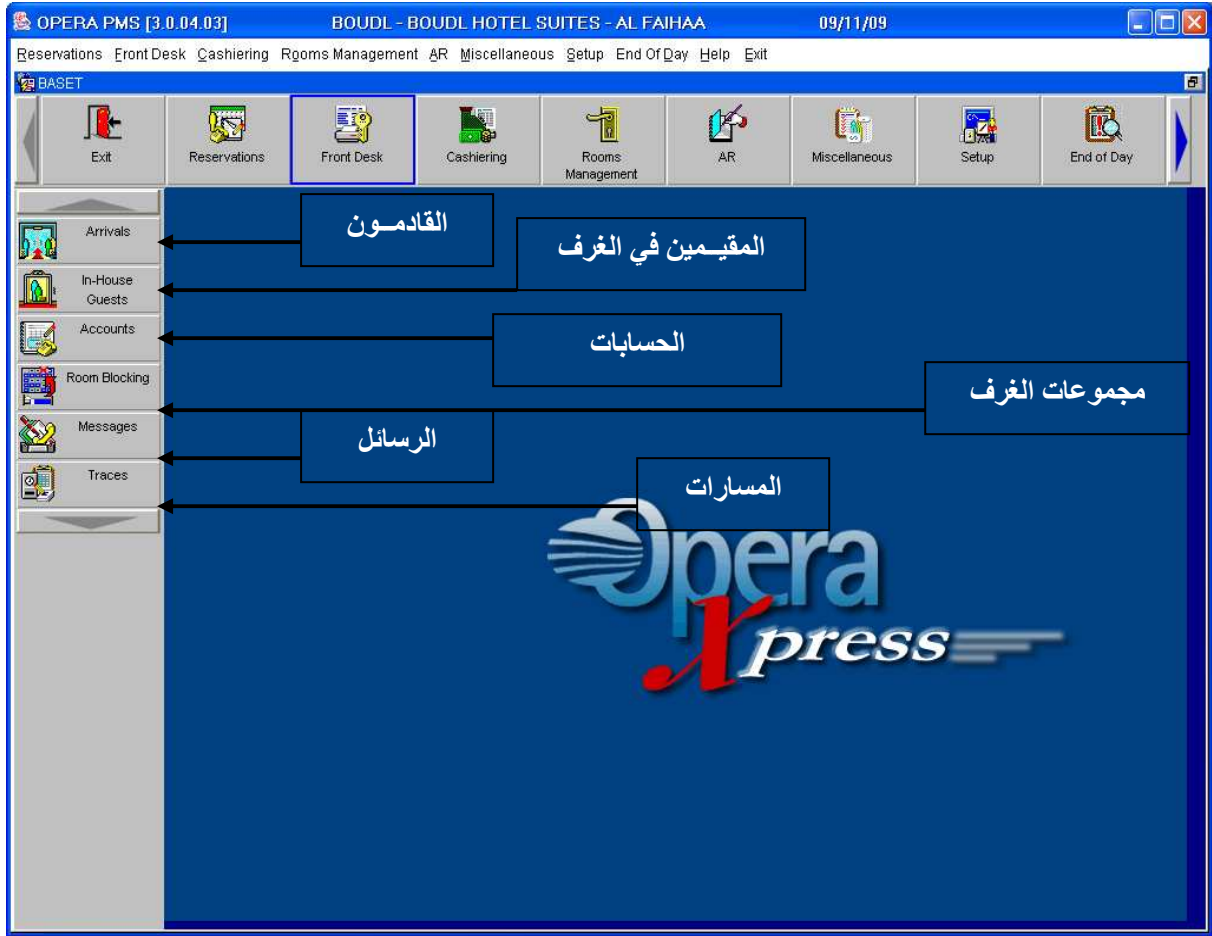 OPERA PMS [3.0.04.03] BOUDL - BOUDL HOTEL SUITES - AL FAIHAA 09/11/09
Reservations Front Desk Cashiering Rooms Management AR Miscellaneous Setup End Of Day Help Exit
BASET
Exit
Reservations
Front Desk
Cashiering
Rooms
Management
AR
Miscellaneous
Setup
End of Day
Arrivals
القادمــون
In-House
Guests
المقيــمين في الغرف
Accounts
الحسابات
Room Blocking
مجموعات الغرف
Messages
الرسائل
Traces
المسارات
Opera
Xpress